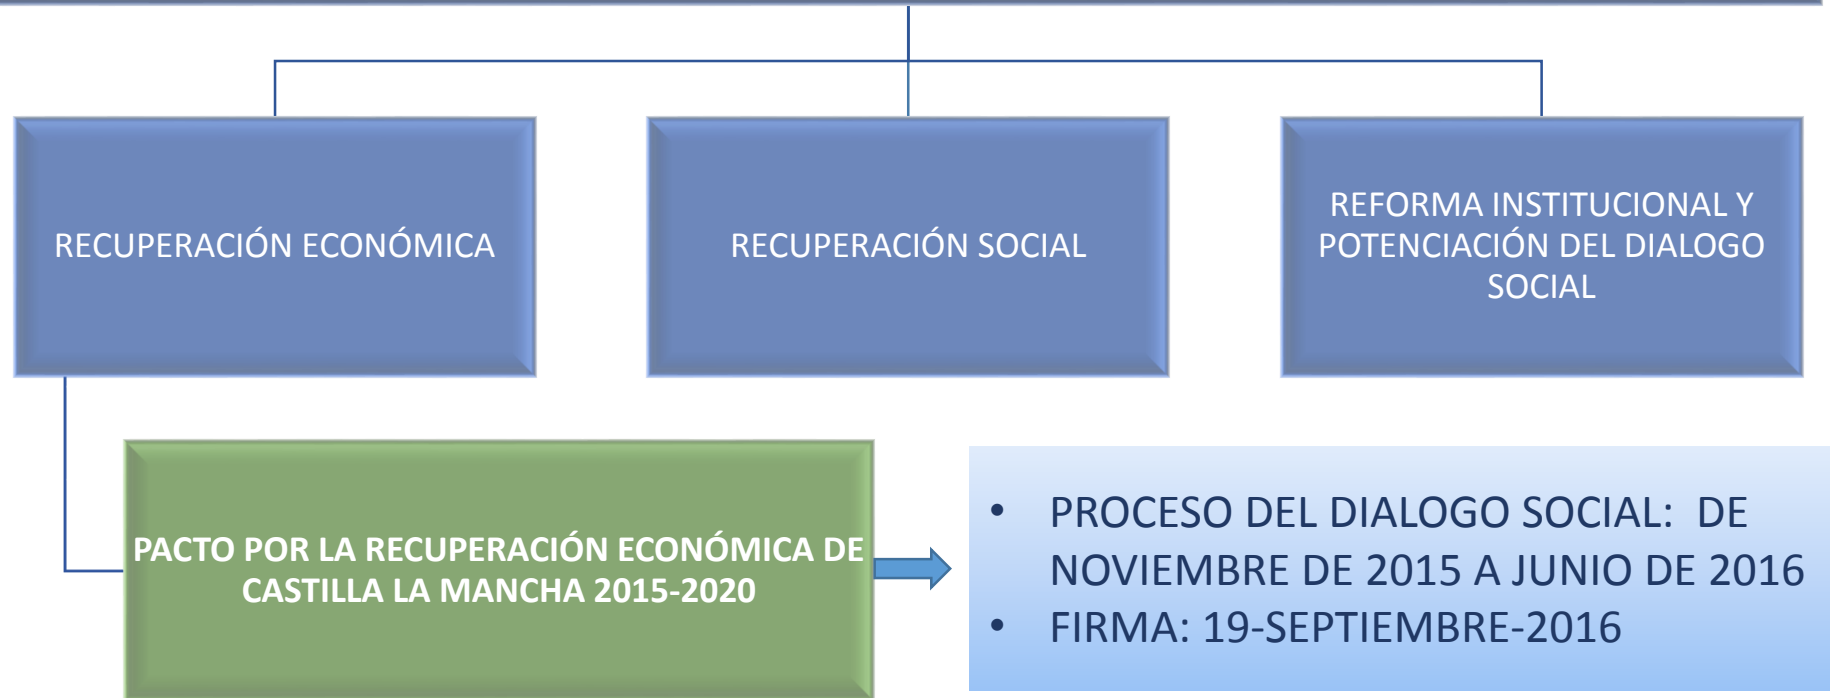 RECUPERACIÓN ECONÓMICA
RECUPERACIÓN SOCIAL
REFORMA INSTITUCIONAL Y
POTENCIACIÓN DEL DIALOGO
SOCIAL
PACTO POR LA RECUPERACIÓN ECONÓMICA DE
CASTILLA LA MANCHA 2015-2020
• PROCESO DEL DIALOGO SOCIAL: DE
NOVIEMBRE DE 2015 A JUNIO DE 2016
• FIRMA: 19-SEPTIEMBRE-2016